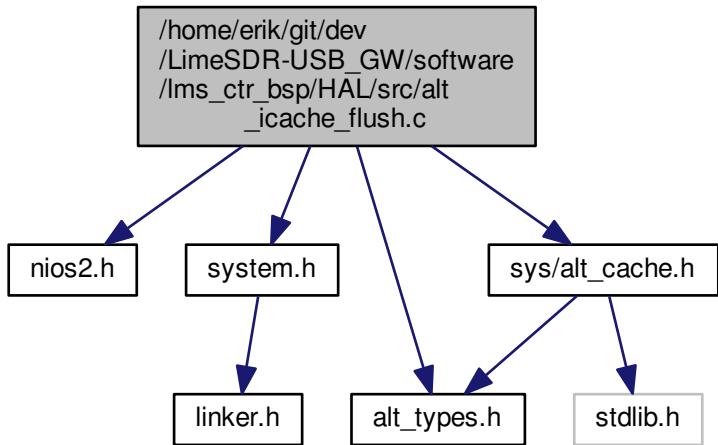 /home/erik/git/dev
/LimeSDR-USB_GW/software
/lms_ctr_bsp/HAL/src/alt
_icache_flush.c
nios2.h
system.h
sys/alt_cache.h
linker.h
alt_types.h
stdlib.h